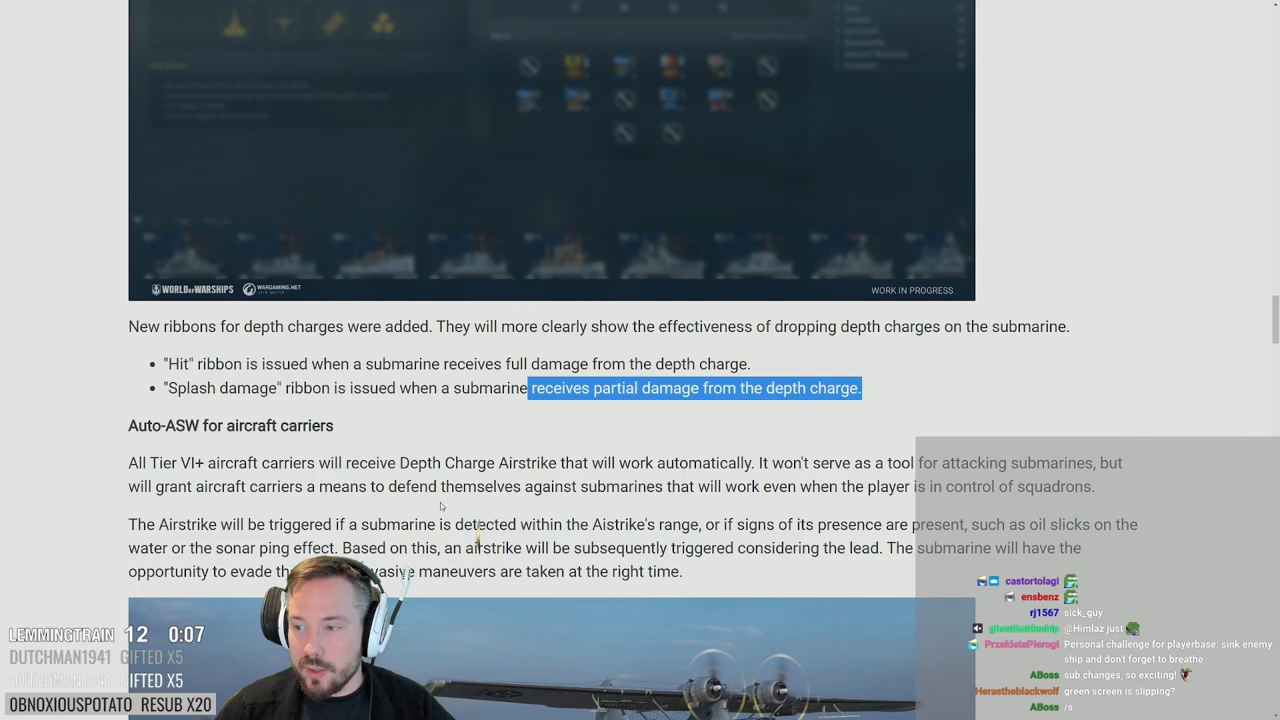 WORLD OF WARSHIPS
WARGAMING.NET
LET'S BATTLE
WORK IN PROGRESS
New ribbons for depth charges were added. They will more clearly show the effectiveness of dropping depth charges on the submarine.
• "Hit" ribbon is issued when a submarine receives full damage from the depth charge.
• "Splash damage" ribbon is issued when a submarine receives partial damage from the depth charge.
Auto-ASW for aircraft carriers
All Tier VI+ aircraft carriers will receive Depth Charge Airstrike that will work automatically. It won't serve as a tool for attacking submarines, but
will grant aircraft carriers a means to defend themselves against submarines that will work even when the player is in control of squadrons.
The Airstrike will be triggered if a submarine is detected within the Aistrike's range, or if signs of its presence are present, such as oil slicks on the
water or the sonar ping effect. Based on this, an airstrike will be subsequently triggered considering the lead. The submarine will have the
opportunity to evade maneuvers are taken at the right time.
LEMMINGTRAIN 12 0:07
DUTCHMAN1941 GIFTED X5
DUTCHMAN1941 GIFTED X5
OBNOXIOUSPOTATO RESUB X20
castortolagi
ensbenz
rj1567 sick_guy
@Himlaz just
PrzekletePierogi Personal challenge for playerbase: sink enemy
ship and don't forget to breathe
ABoss sub changes, so exciting!
Herastheblackwolf green screen is slipping?
ABoss /s